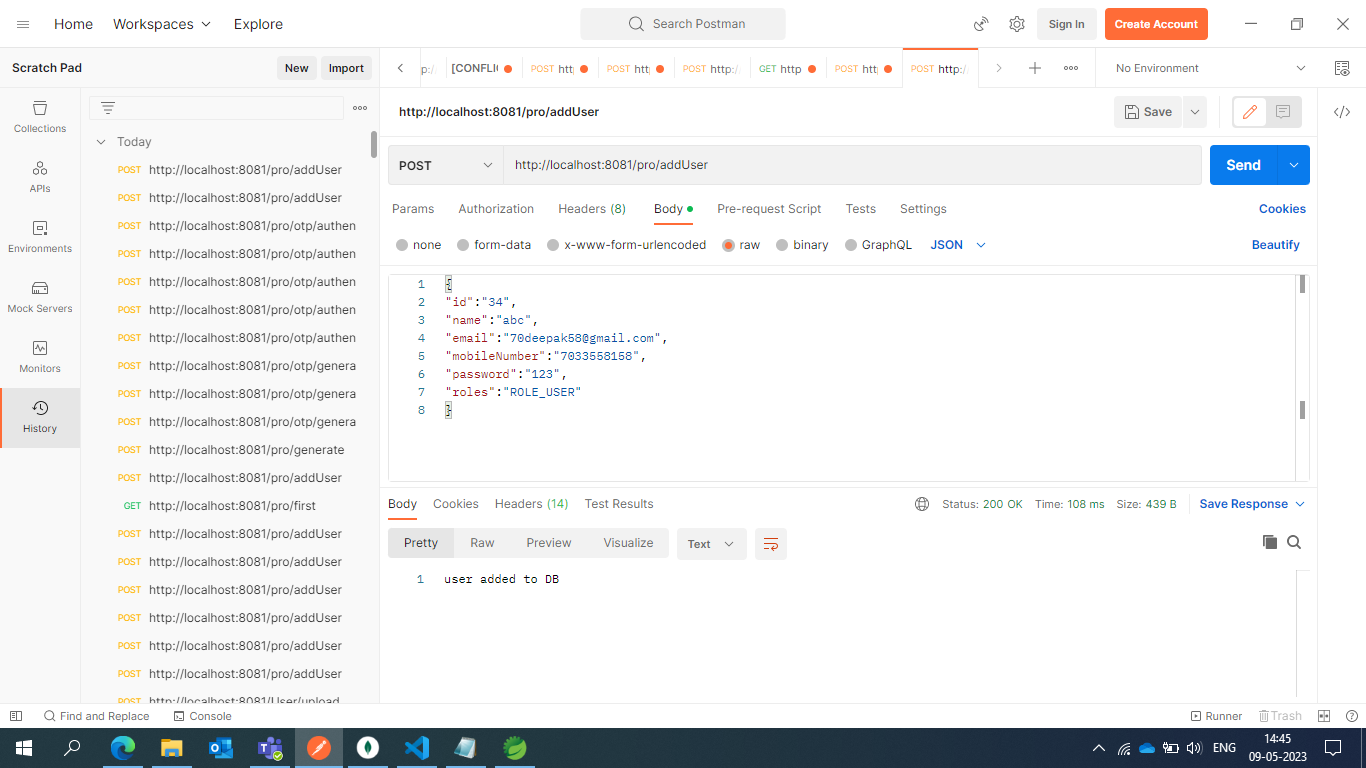 Home Workspaces Explore Search Postman Sign In Create Account
Scratch Pad New Import
tp:/ [CONFLIC POST htt POST htt POST http:/ GET http POST htt POST http:/ No Environment
http://localhost:8081/pro/addUser Save
Collections
APIs
Environments
Mock Servers
Monitors
History
Today
POST http://localhost:8081/pro/addUser
POST http://localhost:8081/pro/addUser
POST http://localhost:8081/pro/otp/authen
POST http://localhost:8081/pro/otp/authen
POST http://localhost:8081/pro/otp/authen
POST http://localhost:8081/pro/otp/authen
POST http://localhost:8081/pro/otp/authen
POST http://localhost:8081/pro/otp/genera
POST http://localhost:8081/pro/otp/genera
POST http://localhost:8081/pro/otp/genera
POST http://localhost:8081/pro/generate
POST http://localhost:8081/pro/addUser
GET http://localhost:8081/pro/first
POST http://localhost:8081/pro/addUser
POST http://localhost:8081/pro/addUser
POST http://localhost:8081/pro/addUser
POST http://localhost:8081/pro/addUser
POST http://localhost:8081/pro/addUser
POST http://localhost:8081/pro/addUser
POST http://localhost:8081/User/upload
POST http://localhost:8081/pro/addUser Send
Params Authorization Headers (8) Body Pre-request Script Tests Settings Cookies
none form-data x-www-form-urlencoded raw binary GraphQL JSON Beautify
1 {
2 "id":"34",
3 "name":"abc",
4 "email":"70deepak58@gmail.com",
5 "mobileNumber":"7033558158",
6 "password":"123",
7 "roles":"ROLE_USER"
8 }
Body Cookies Headers (14) Test Results Status: 200 OK Time: 108 ms Size: 439 B Save Response
Pretty Raw Preview Visualize Text
1 user added to DB
Find and Replace Console Runner Trash
ENG 14:45
09-05-2023